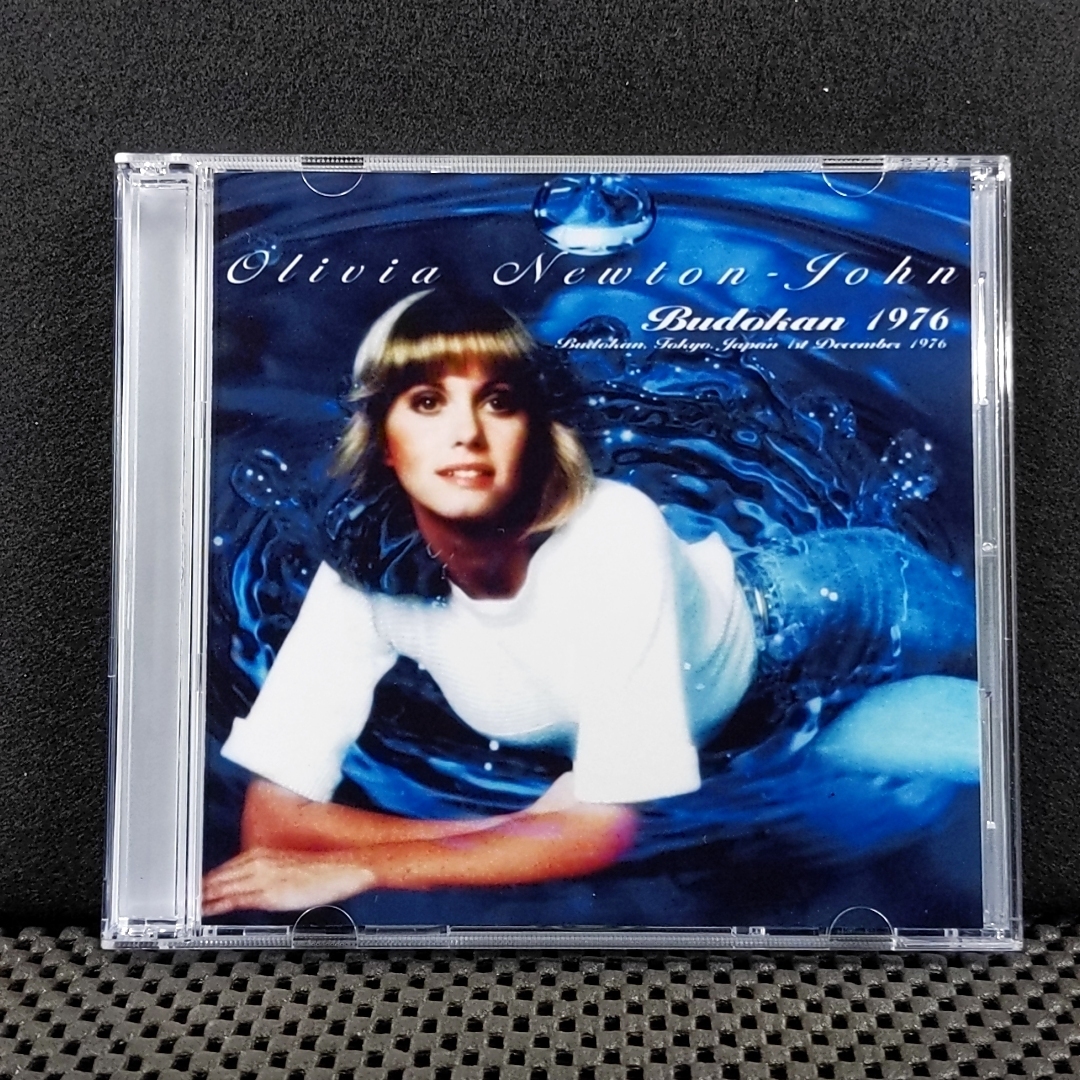 Olivia Newton-John
Budokan 1976
Budokan, Tokyo, Japan 1st December 1976